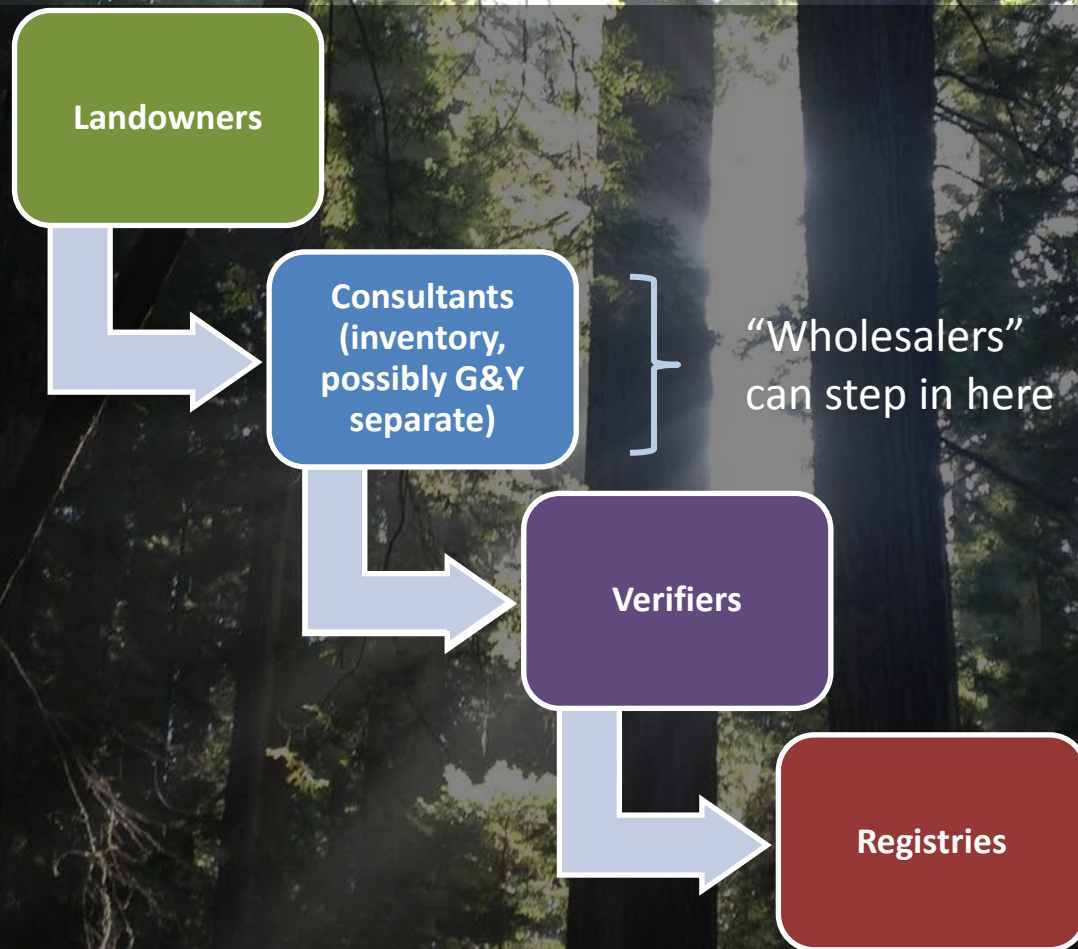 Landowners
Consultants
(inventory,
possibly G&Y
separate)
“Wholesalers”
can step in here
Verifiers
Registries